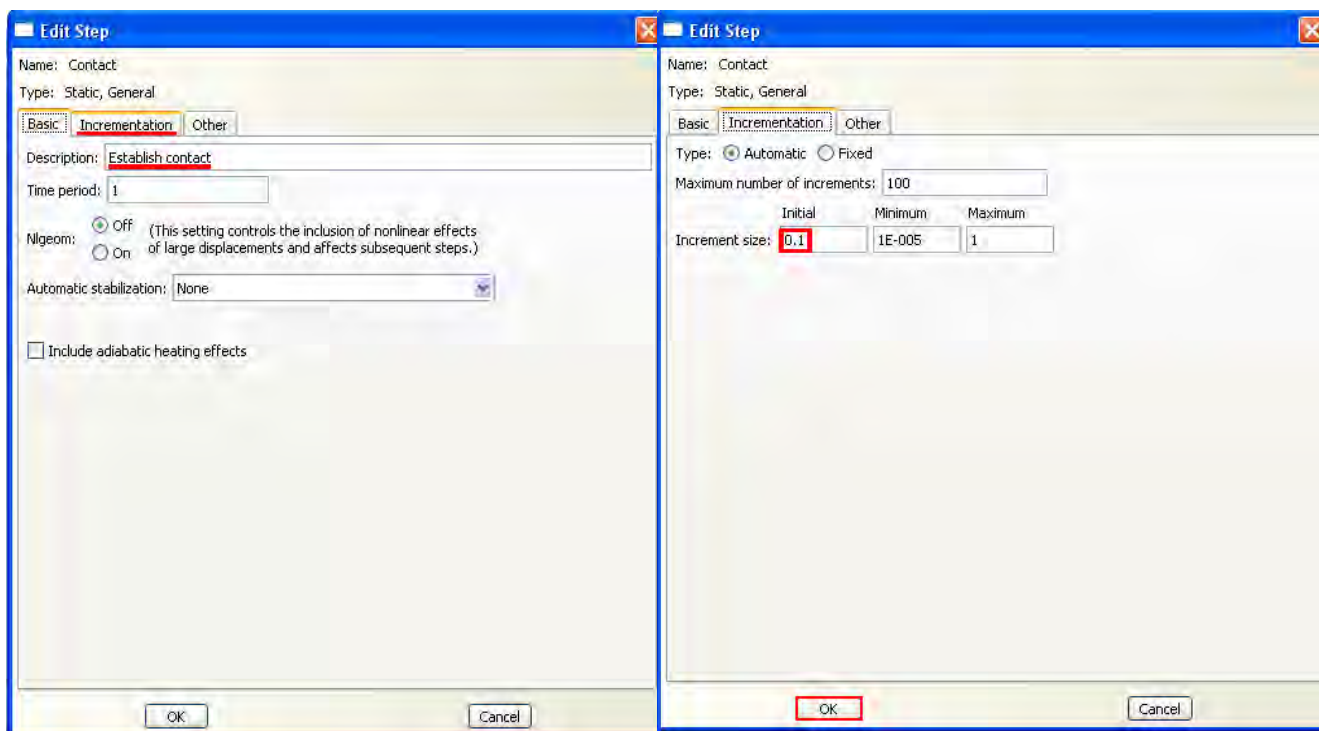 Edit Step
Name: Contact
Type: Static, General
Basic Incrementation Other
Description: Establish contact
Time period: 1
Nlgeom: Off (This setting controls the inclusion of nonlinear effects
On of large displacements and affects subsequent steps.)
Automatic stabilization: None
Include adiabatic heating effects
OK Cancel
Edit Step
Name: Contact
Type: Static, General
Basic Incrementation Other
Type: Automatic Fixed
Maximum number of increments: 100
Initial Minimum Maximum
Increment size: 0.1 1E-005 1
OK Cancel